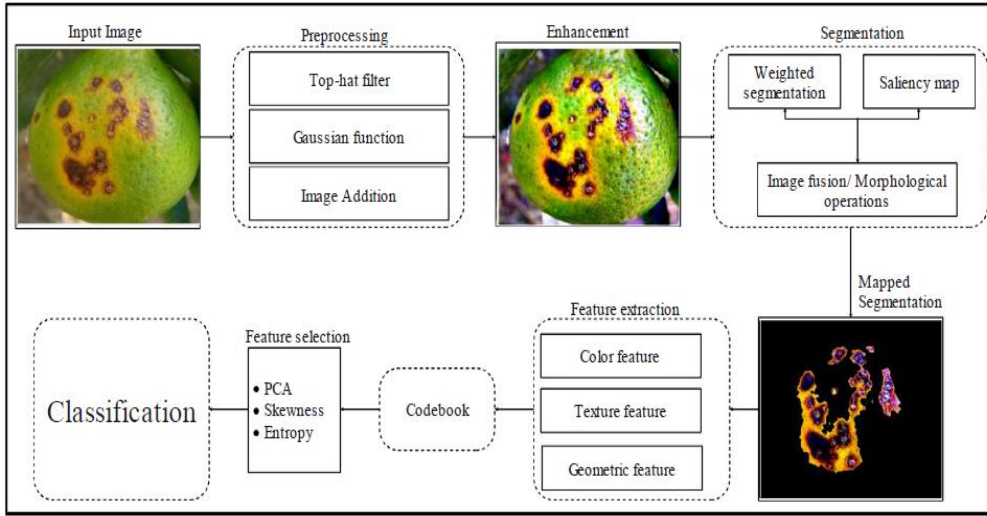 Input Image
Preprocessing
Top-hat filter
Gaussian function
Image Addition
Enhancement
Segmentation
Weighted
segmentation
Saliency map
Image fusion/ Morphological
operations
Mapped
Segmentation
Feature extraction
Color feature
Texture feature
Geometric feature
Codebook
Feature selection
• PCA
• Skewness
• Entropy
Classification